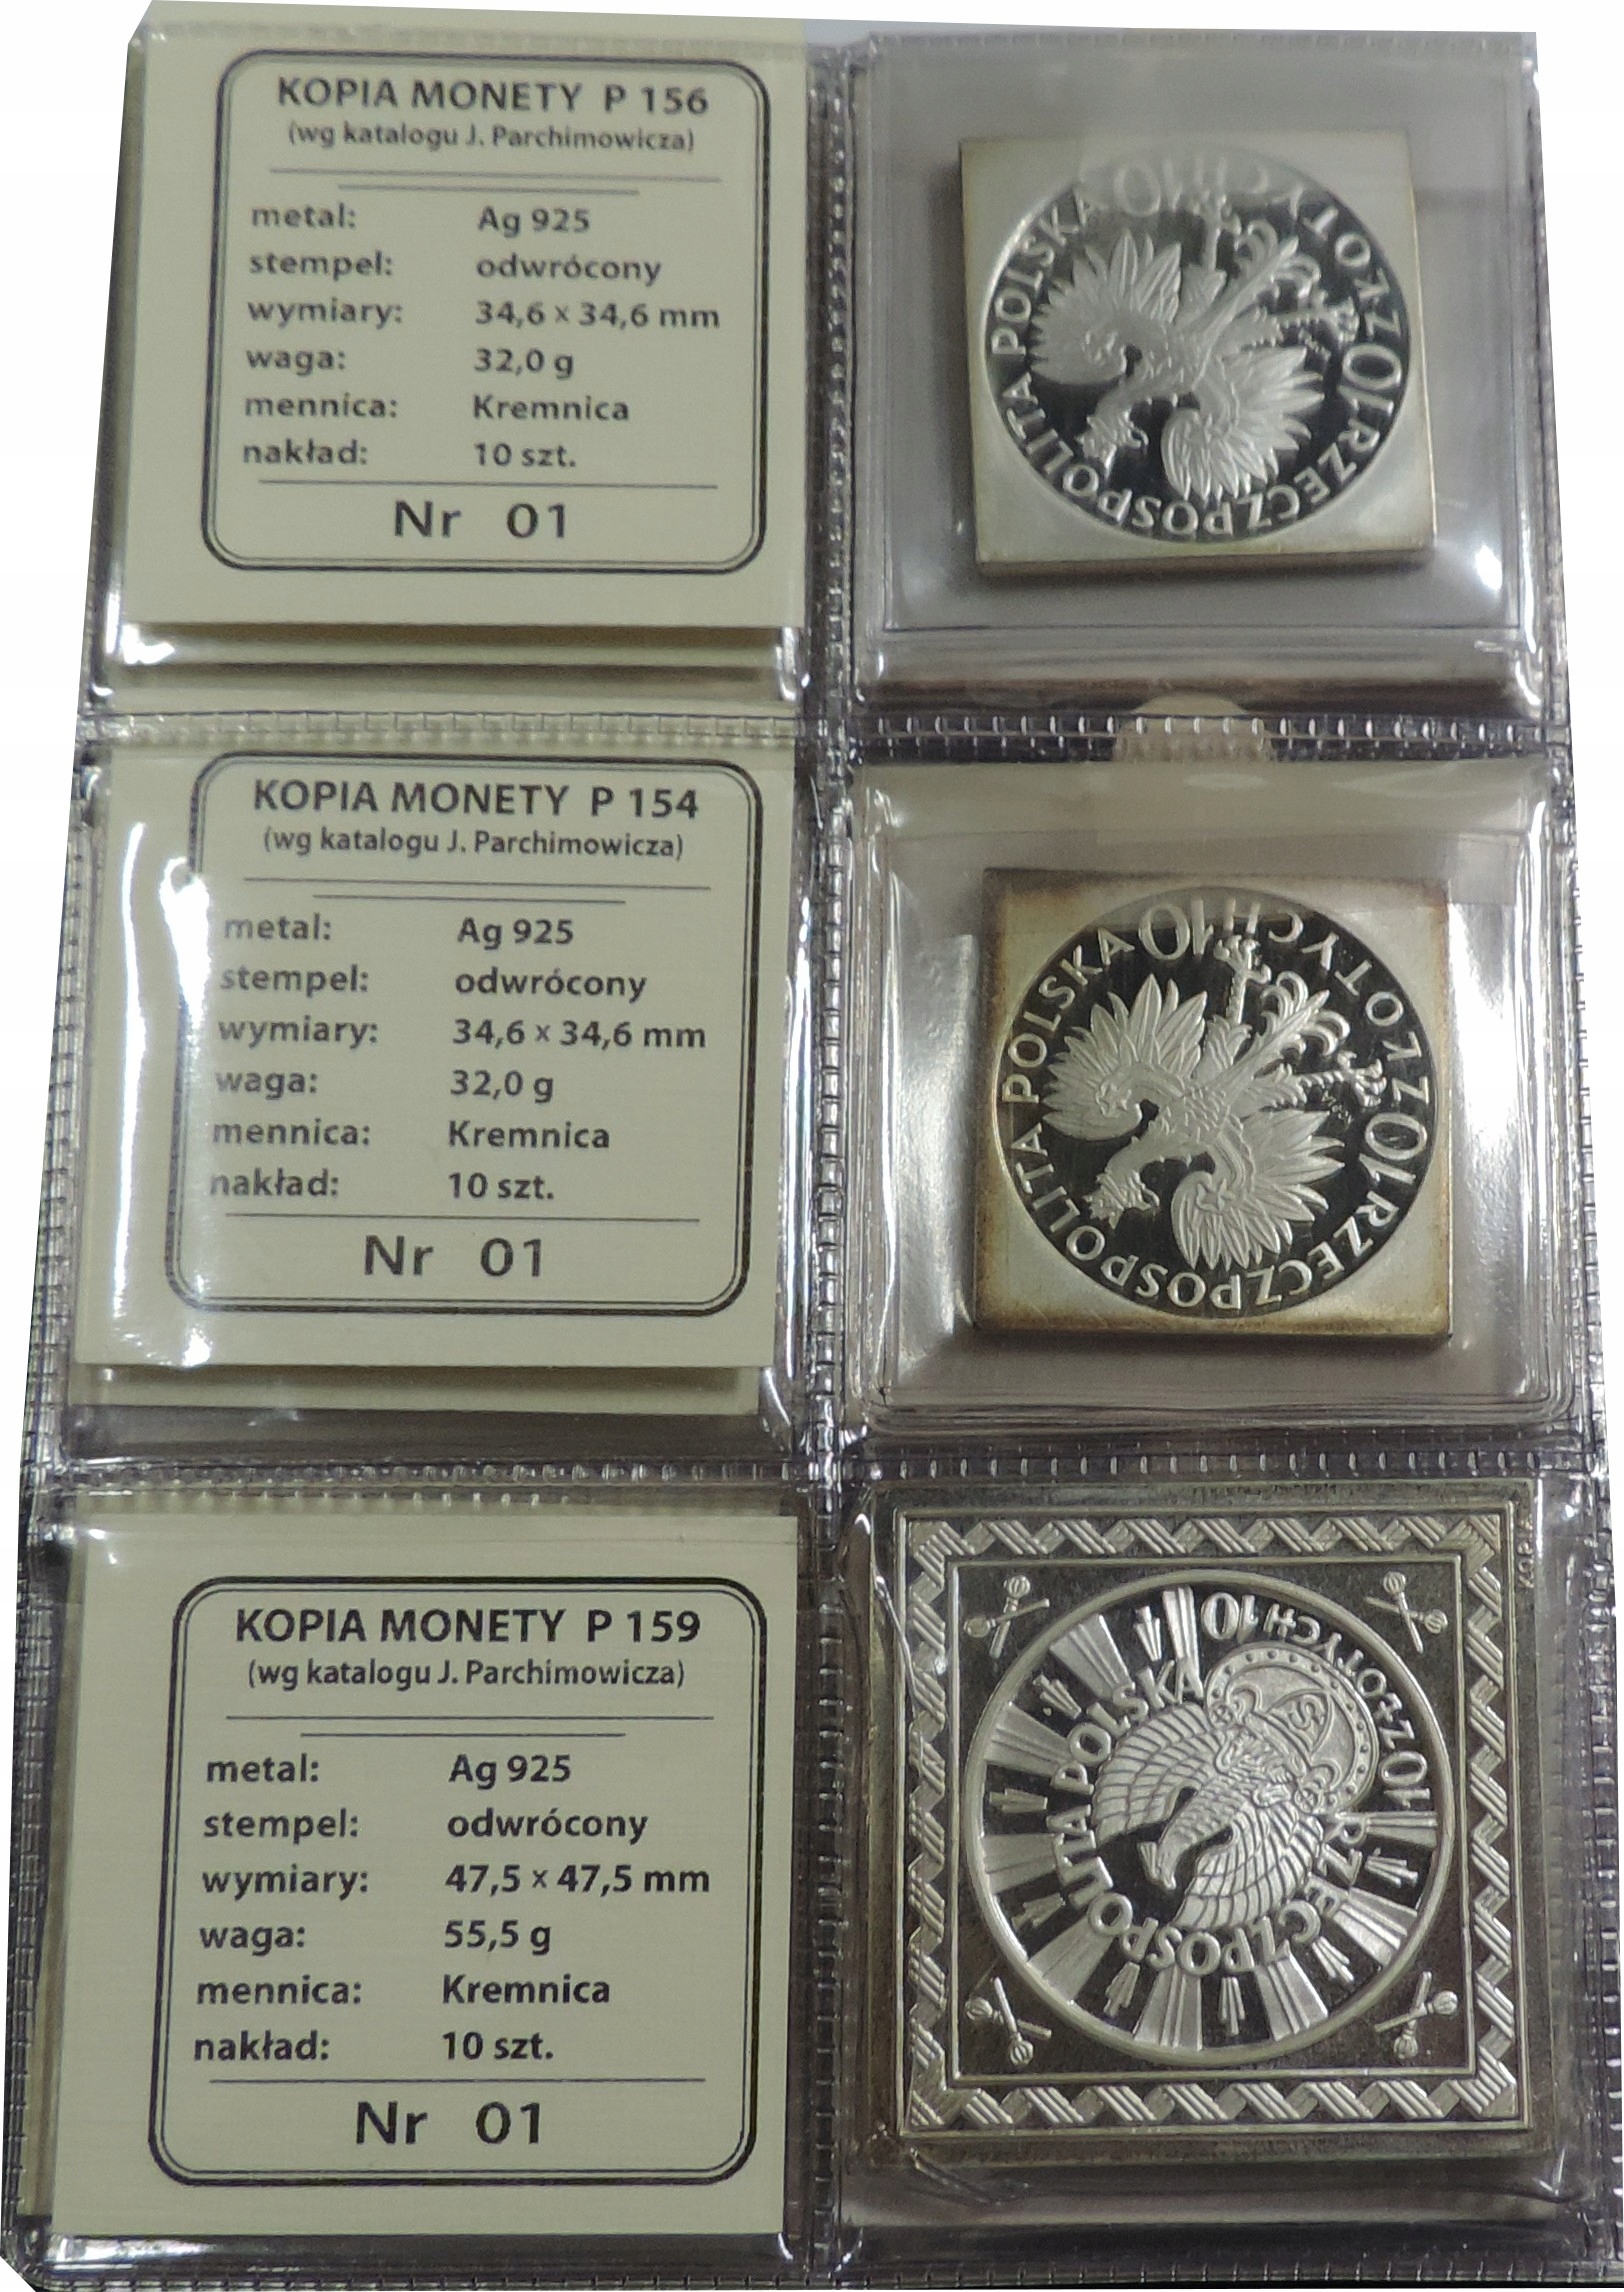 KOPIA MONETY P 156
(wg katalogu J. Parchimowicza)
metal: Ag 925
stempel: odwrócony
wymiary: 34,6 × 34,6 mm
waga: 32,0 g
mennica: Kremnica
nakład: 10 szt.
Nr 01
RZECZPOSPOLITA POLSKA
10 ZŁOTYCH 10
KOPIA MONETY P 154
(wg katalogu J. Parchimowicza)
metal: Ag 925
stempel: odwrócony
wymiary: 34,6 × 34,6 mm
waga: 32,0 g
mennica: Kremnica
nakład: 10 szt.
Nr 01
RZECZPOSPOLITA POLSKA
10 ZŁOTYCH 10
KOPIA MONETY P 159
(wg katalogu J. Parchimowicza)
metal: Ag 925
stempel: odwrócony
wymiary: 47,5 × 47,5 mm
waga: 55,5 g
mennica: Kremnica
nakład: 10 szt.
Nr 01
RZECZPOSPOLITA POLSKA
10 ZŁOTYCH 10